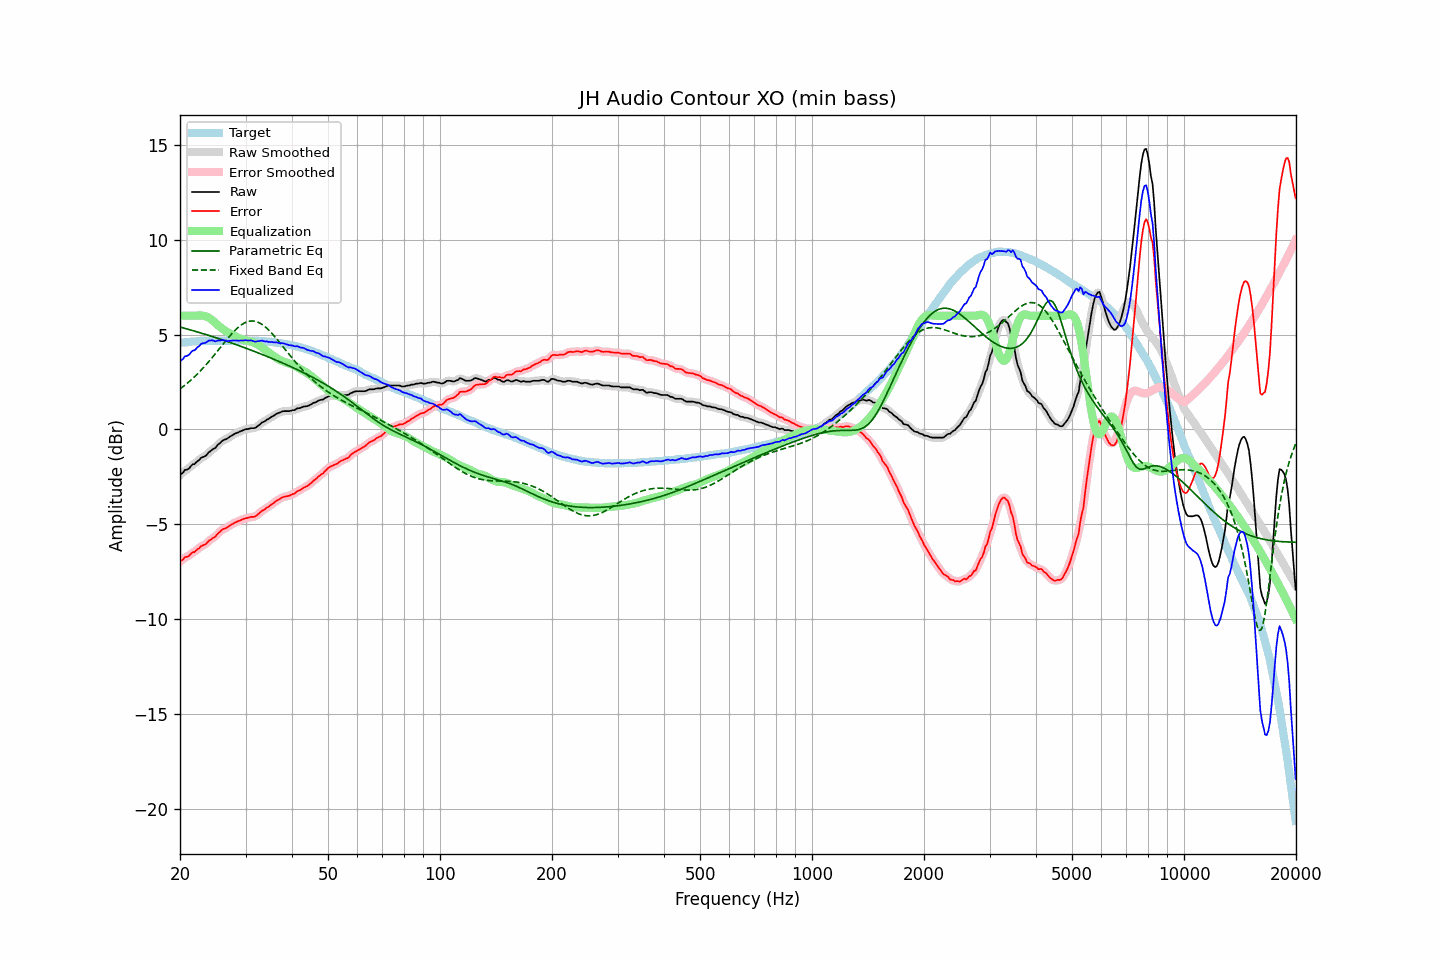 JH Audio Contour XO (min bass)
Target
Raw Smoothed
Error Smoothed
Raw
Error
Equalization
Parametric Eq
Fixed Band Eq
Equalized
15
10
5
0
−5
−10
−15
−20
Amplitude (dBr)
20
50
100
200
500
1000
2000
5000
10000
20000
Frequency (Hz)